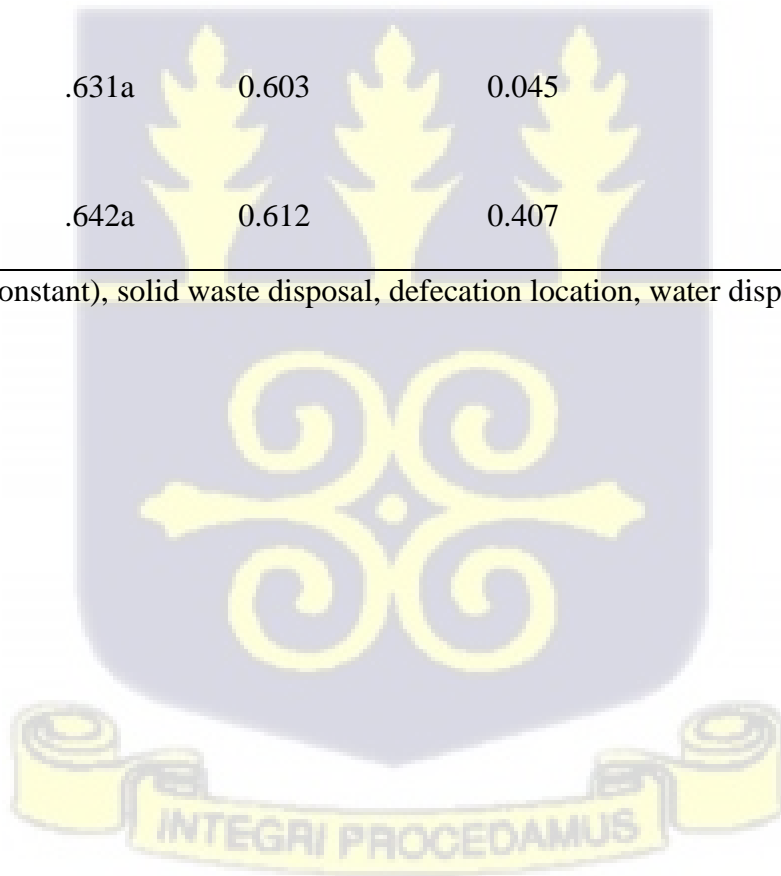 .631a 0.603 0.045
.642a 0.612 0.407
onstant), solid waste disposal, defecation location, water disp
INTEGRI PROCEDAMUS